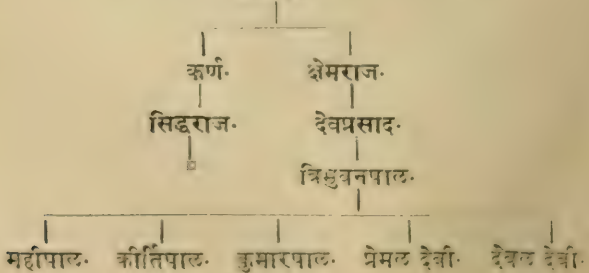 कर्ण. क्षेमराज.
सिद्धराज. देवप्रसाद.
त्रिभुवनपाल.
महीपाल. कीर्तिपाल. कुमारपाल. प्रेमल देवी. देवल देवी.